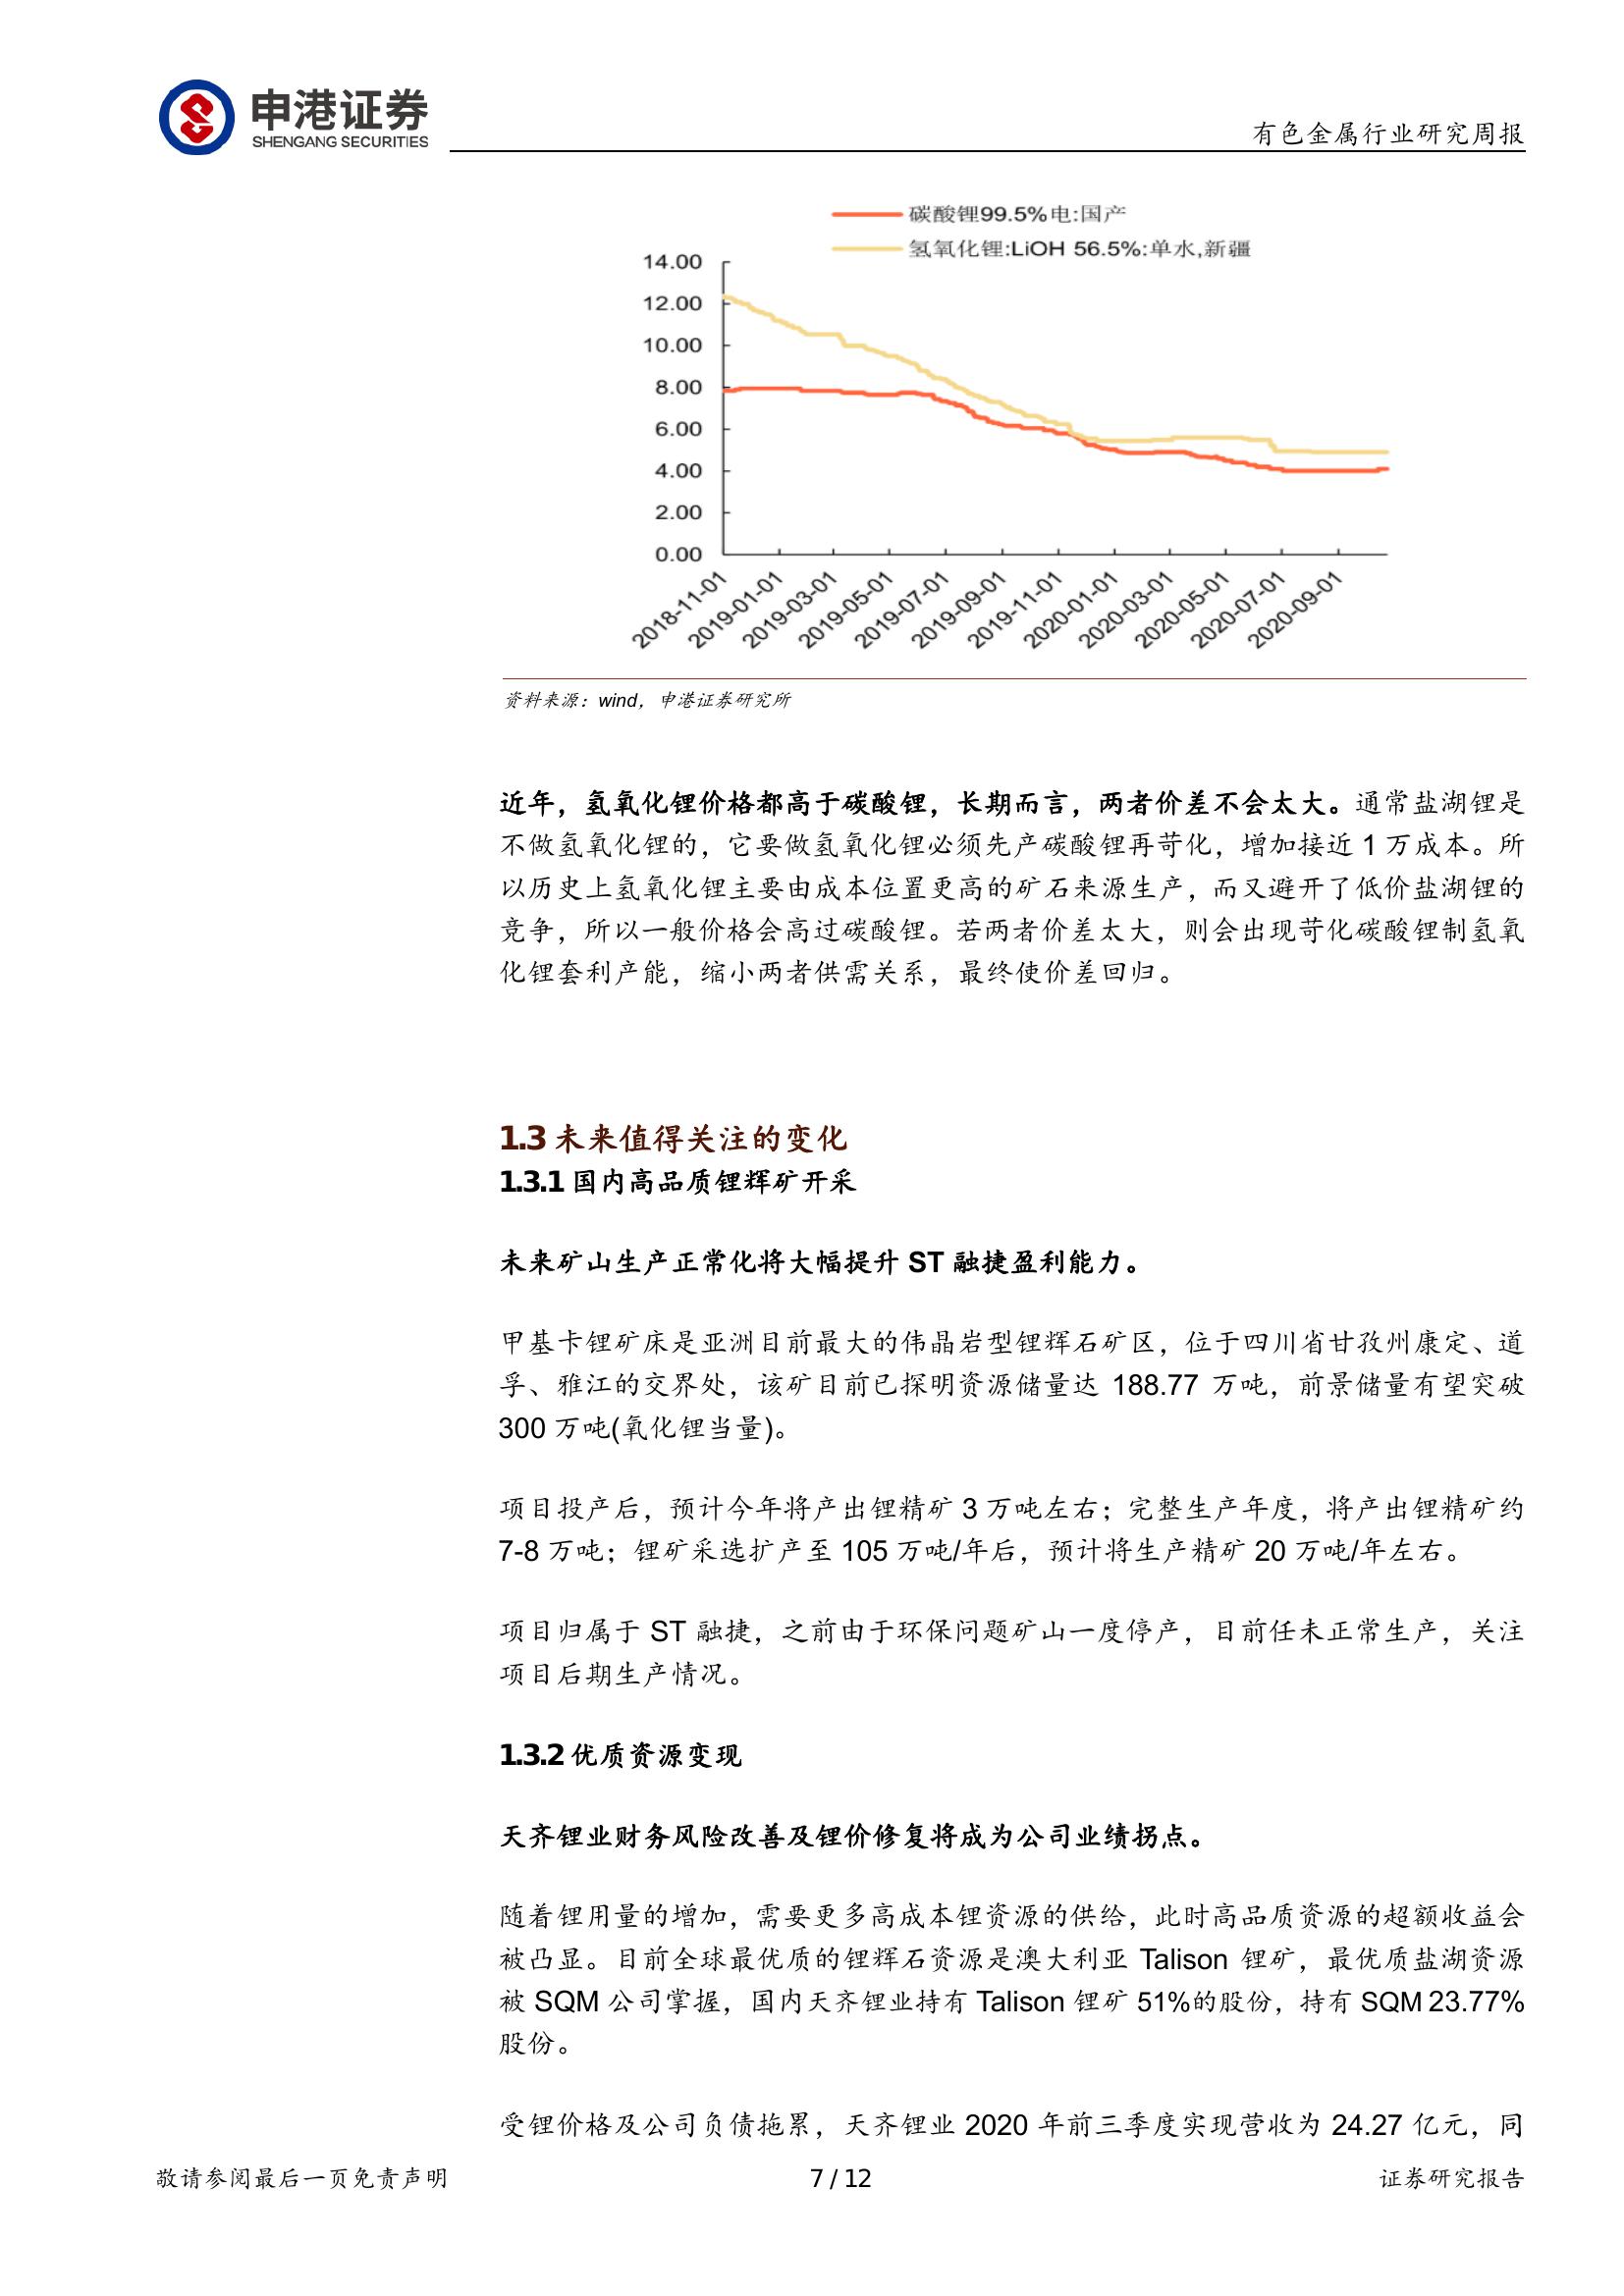 申港证券
SHENGANG SECURITIES
有色金属行业研究周报
碳酸锂99.5%电:国产
氢氧化锂:LiOH 56.5%:单水,新疆
14.00
12.00
10.00
8.00
6.00
4.00
2.00
0.00
2018-11-01
2019-01-01
2019-03-01
2019-05-01
2019-07-01
2019-09-01
2019-11-01
2020-01-01
2020-03-01
2020-05-01
2020-07-01
2020-09-01
资料来源：wind，申港证券研究所
近年，氢氧化锂价格都高于碳酸锂，长期而言，两者价差不会太大。通常盐湖锂是
不做氢氧化锂的，它要做氢氧化锂必须先产碳酸锂再苛化，增加接近 1 万成本。所
以历史上氢氧化锂主要由成本位置更高的矿石来源生产，而又避开了低价盐湖锂的
竞争，所以一般价格会高过碳酸锂。若两者价差太大，则会出现苛化碳酸锂制氢氧
化锂套利产能，缩小两者供需关系，最终使价差回归。
1.3 未来值得关注的变化
1.3.1 国内高品质锂辉矿开采
未来矿山生产正常化将大幅提升 ST 融捷盈利能力。
甲基卡锂矿床是亚洲目前最大的伟晶岩型锂辉石矿区，位于四川省甘孜州康定、道
孚、雅江的交界处，该矿目前已探明资源储量达 188.77 万吨，前景储量有望突破
300 万吨(氧化锂当量)。
项目投产后，预计今年将产出锂精矿 3 万吨左右；完整生产年度，将产出锂精矿约
7-8 万吨；锂矿采选扩产至 105 万吨/年后，预计将生产精矿 20 万吨/年左右。
项目归属于 ST 融捷，之前由于环保问题矿山一度停产，目前任未正常生产，关注
项目后期生产情况。
1.3.2 优质资源变现
天齐锂业财务风险改善及锂价修复将成为公司业绩拐点。
随着锂用量的增加，需要更多高成本锂资源的供给，此时高品质资源的超额收益会
被凸显。目前全球最优质的锂辉石资源是澳大利亚 Talison 锂矿，最优质盐湖资源
被 SQM 公司掌握，国内天齐锂业持有 Talison 锂矿 51%的股份，持有 SQM 23.77%
股份。
受锂价格及公司负债拖累，天齐锂业 2020 年前三季度实现营收为 24.27 亿元，同
敬请参阅最后一页免责声明
7 / 12
证券研究报告